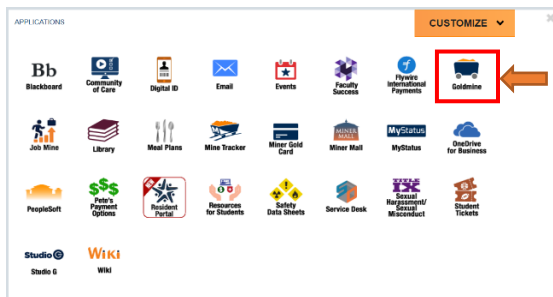 APPLICATIONS
CUSTOMIZE
Bb
Blackboard
Community
of Care
Digital ID
Email
Events
Faculty
Success
Flywire
International
Payments
Goldmine
Job Mine
Library
Meal Plans
Mine Tracker
Miner Gold
Card
MINER
MALL
Miner Mall
MyStatus
MyStatus
OneDrive
for Business
PeopleSoft
$$$
Pete's
Payment
Options
Resident
Portal
Resources
for Students
Safety
Data Sheets
Service Desk
TITLE
IX
Sexual
Harassment/
Sexual
Misconduct
Student
Tickets
Studio G
Studio G
WiKi
Wiki